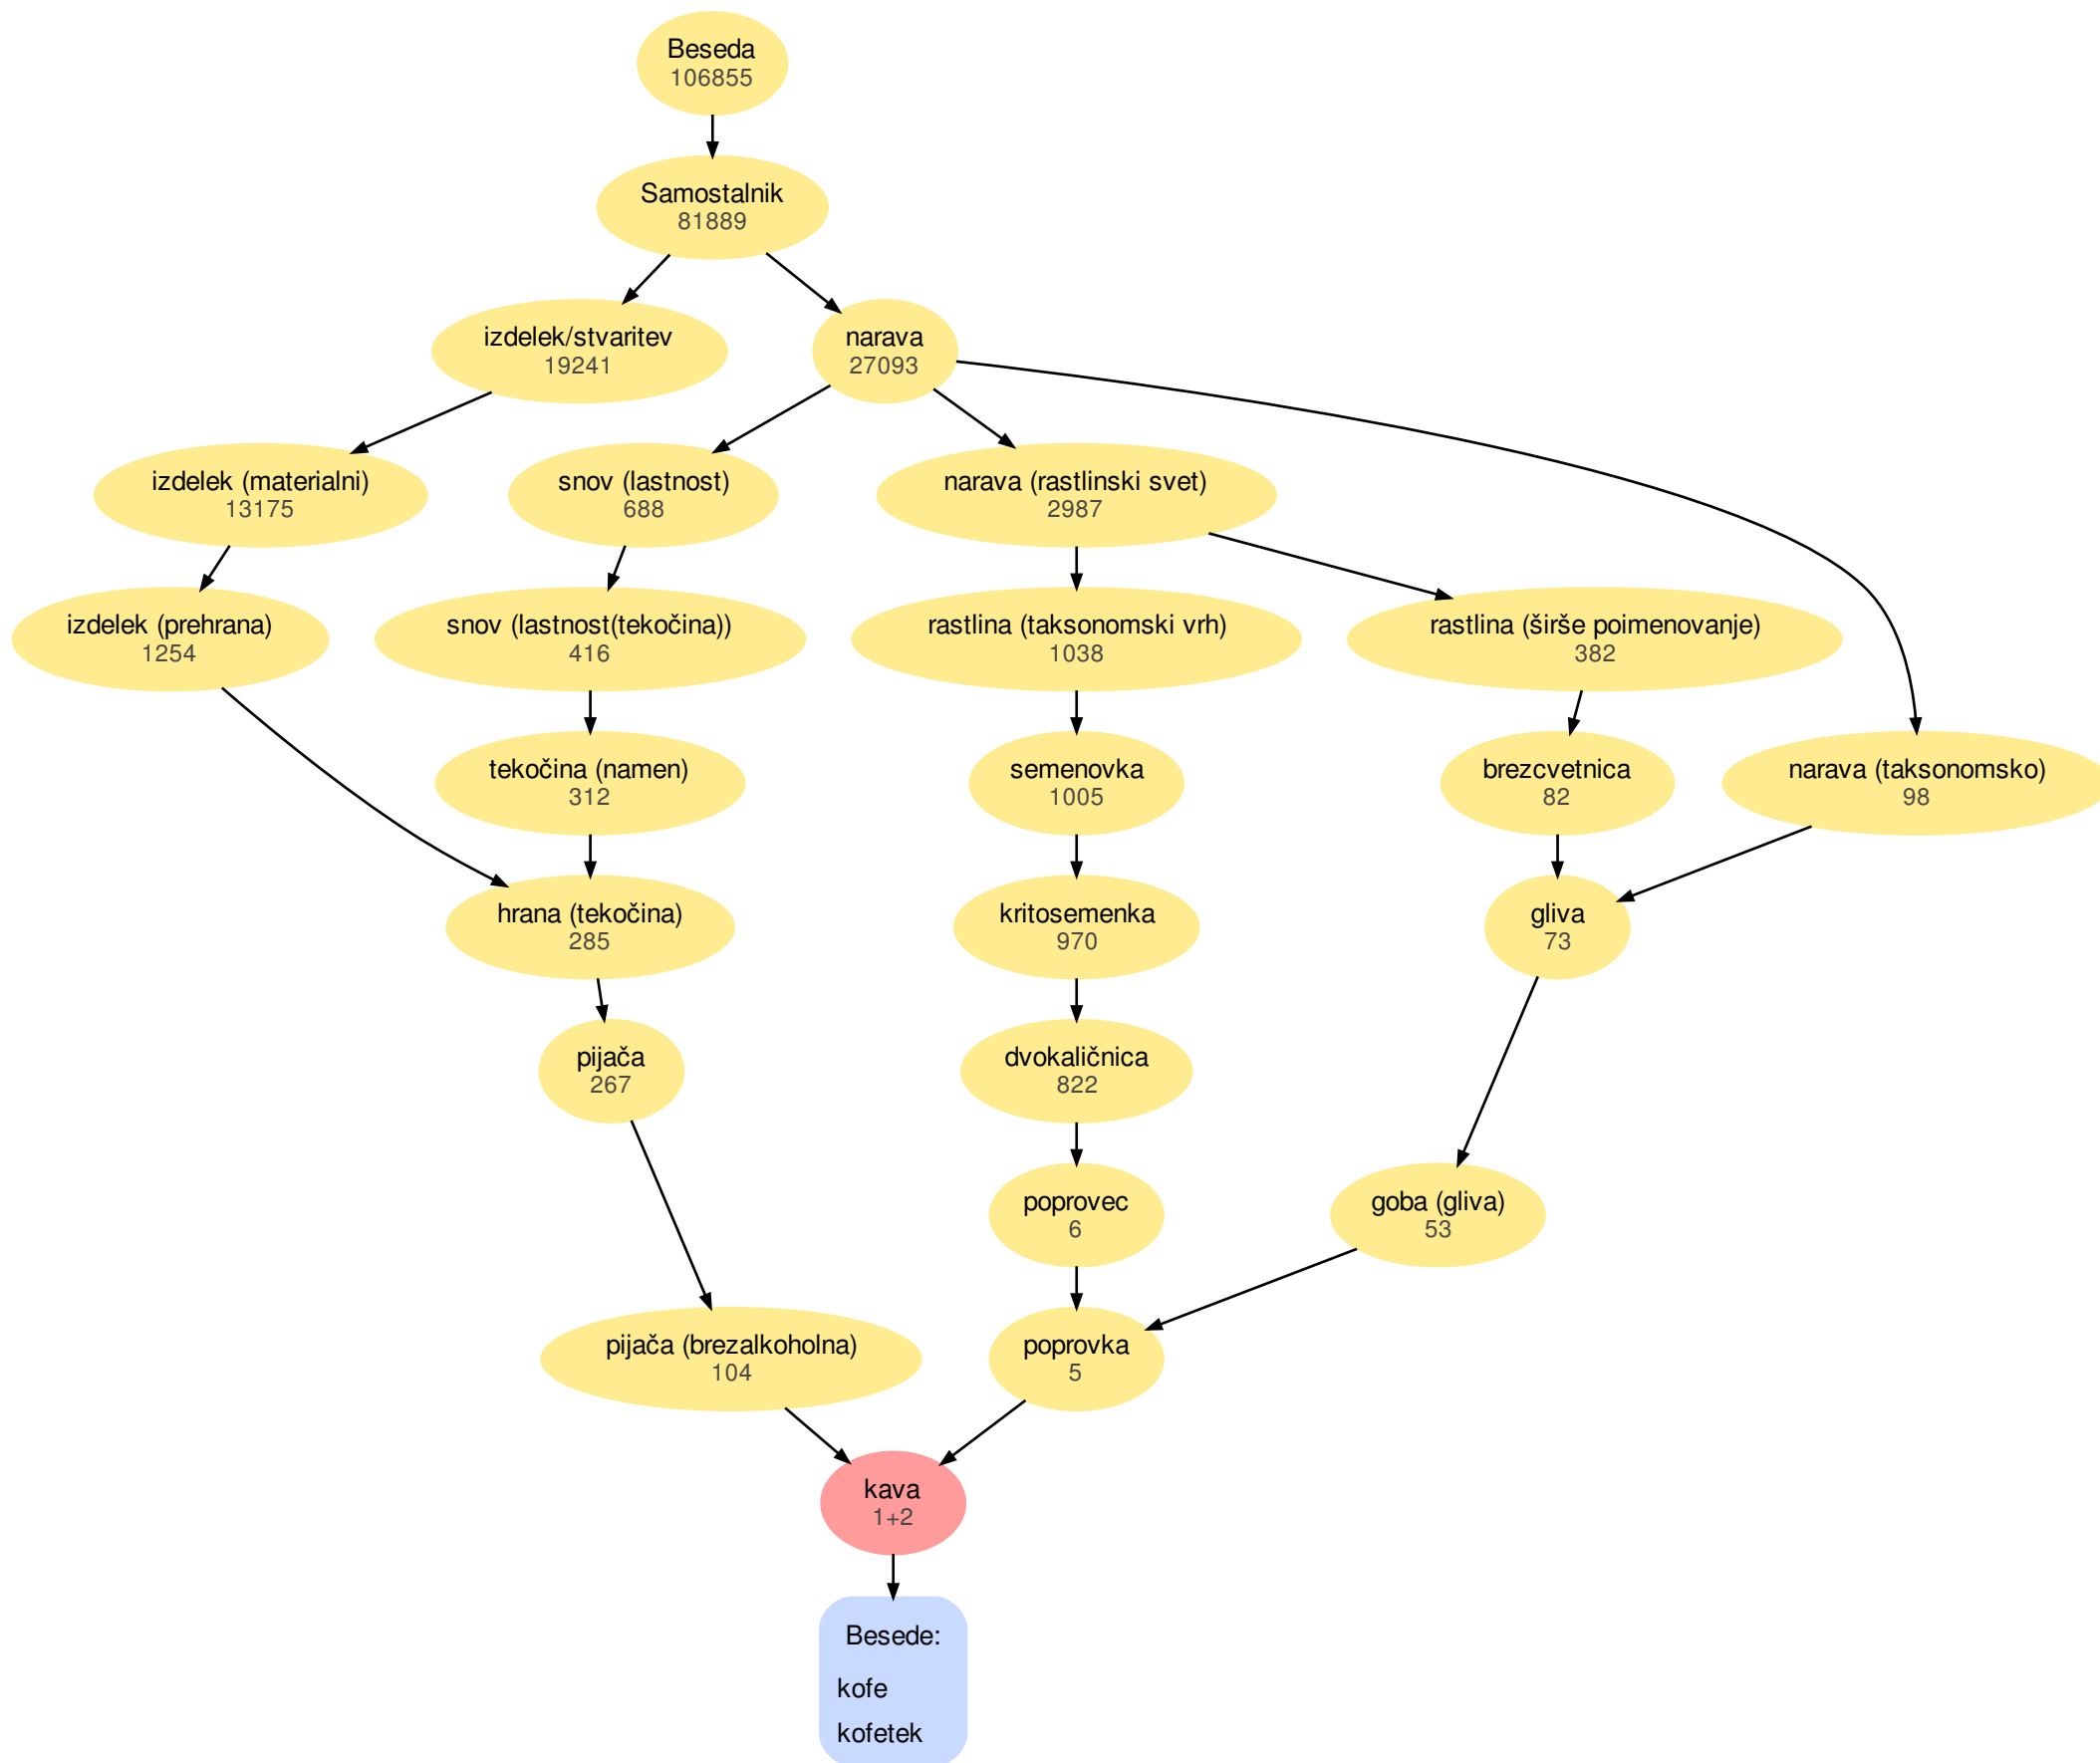 Beseda
106855
Samostalnik
81889
izdelek/stvaritev
19241
narava
27093
izdelek (materialni)
13175
snov (lastnost)
688
narava (rastlinski svet)
2987
izdelek (prehrana)
1254
snov (lastnost(tekočina))
416
rastlina (taksonomski vrh)
1038
rastlina (širše poimenovanje)
382
tekočina (namen)
312
semenovka
1005
brezcvetnica
82
narava (taksonomsko)
98
hrana (tekočina)
285
kritosemenka
970
gliva
73
pijača
267
dvokaličnica
822
poprovec
6
goba (gliva)
53
pijača (brezalkoholna)
104
poprovka
5
kava
1+2
Besede:
kofe
kofetek